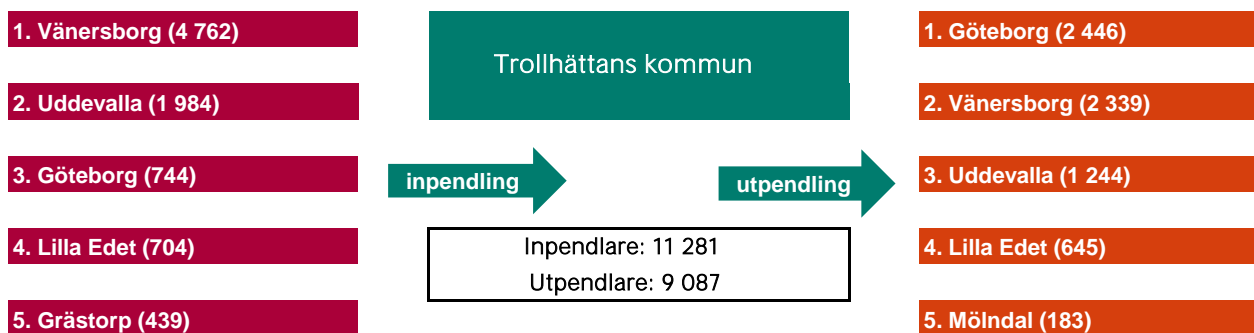 1. Vänersborg (4 762)
2. Uddevalla (1 984)
3. Göteborg (744)
4. Lilla Edet (704)
5. Grästorp (439)
Trollhättans kommun
inpendling
utpendling
Inpendlare: 11 281
Utpendlare: 9 087
1. Göteborg (2 446)
2. Vänersborg (2 339)
3. Uddevalla (1 244)
4. Lilla Edet (645)
5. Mölndal (183)